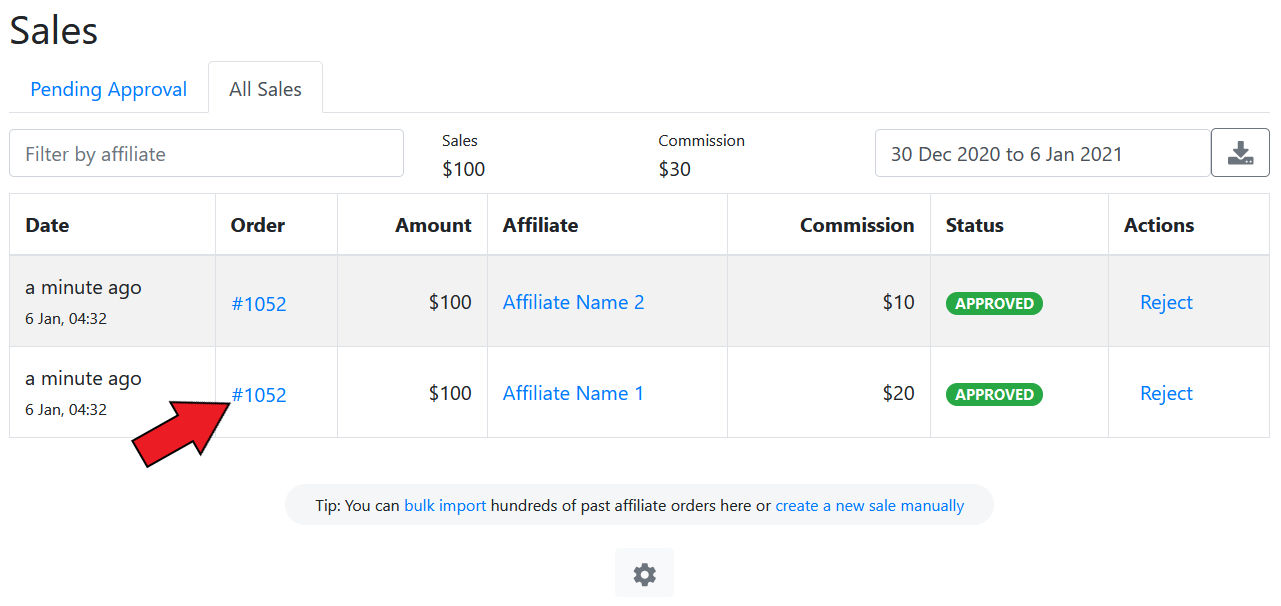 Sales
Pending Approval All Sales
Filter by affiliate Sales Commission 30 Dec 2020 to 6 Jan 2021
$100 $30
Date Order Amount Affiliate Commission Status Actions
a minute ago #1052 $100 Affiliate Name 2 $10 APPROVED Reject
6 Jan, 04:32
a minute ago #1052 $100 Affiliate Name 1 $20 APPROVED Reject
6 Jan, 04:32
Tip: You can bulk import hundreds of past affiliate orders here or create a new sale manually